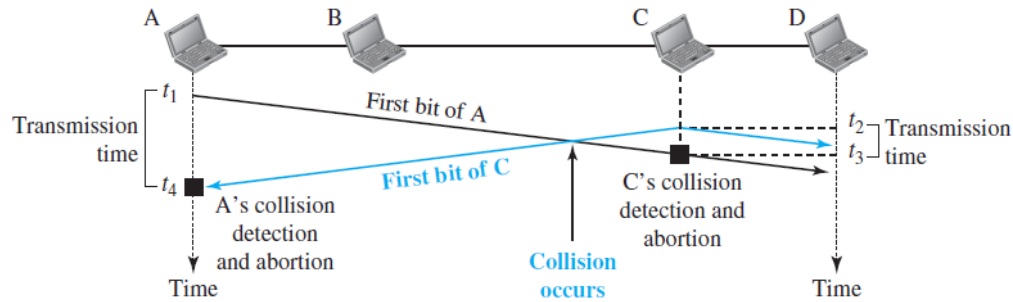 A
B
C
D
t1
First bit of A
Transmission
time
t2
Transmission
t3
time
t4
First bit of C
A's collision
detection
and abortion
C's collision
detection and
abortion
Collision
occurs
Time
Time